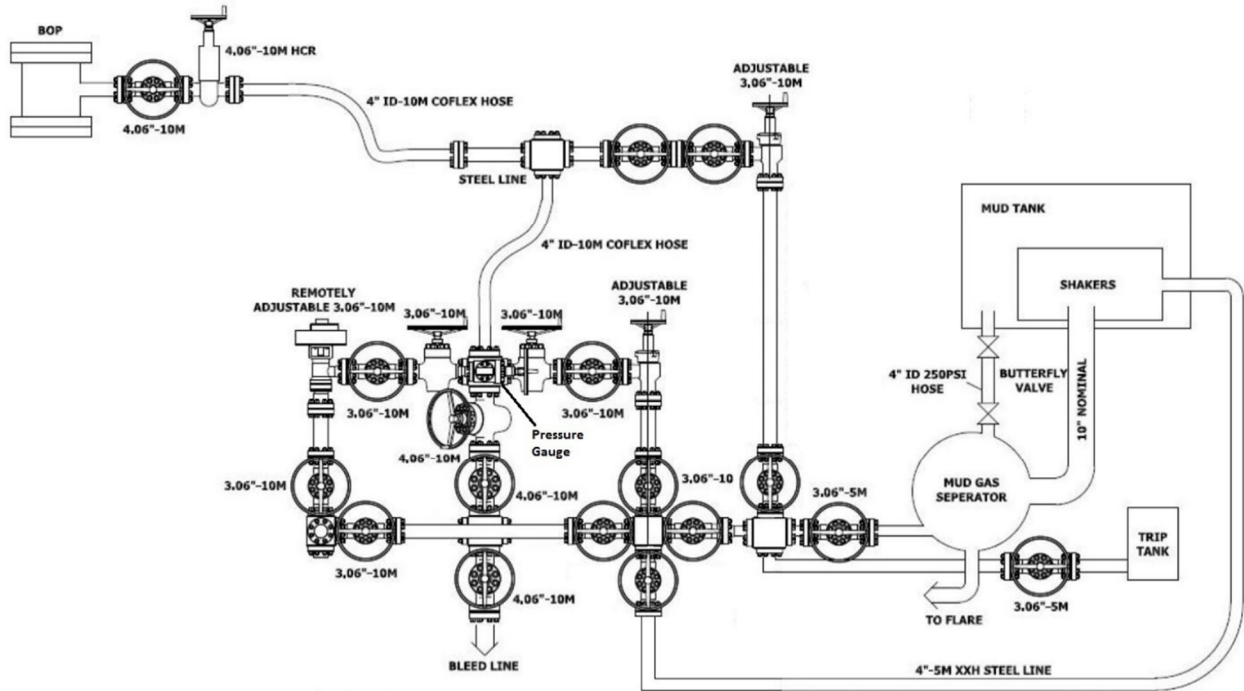 BOP
4.06"-10M HCR
4.06"-10M
4" ID-10M COFLEX HOSE
STEEL LINE
ADJUSTABLE
3.06"-10M
4" ID-10M COFLEX HOSE
MUD TANK
SHAKERS
REMOTELY
ADJUSTABLE 3.06"-10M
3.06"-10M
3.06"-10M
ADJUSTABLE
3.06"-10M
3.06"-10M
3.06"-10M
Pressure
Gauge
4.06"-10M
4" ID 250PSI
HOSE
BUTTERFLY
VALVE
10" NOMINAL
3.06"-10M
4.06"-10M
3.06"-10
3.06"-5M
MUD GAS
SEPERATOR
3.06"-10M
4.06"-10M
TRIP
TANK
3.06"-5M
TO FLARE
BLEED LINE
4"-5M XXH STEEL LINE